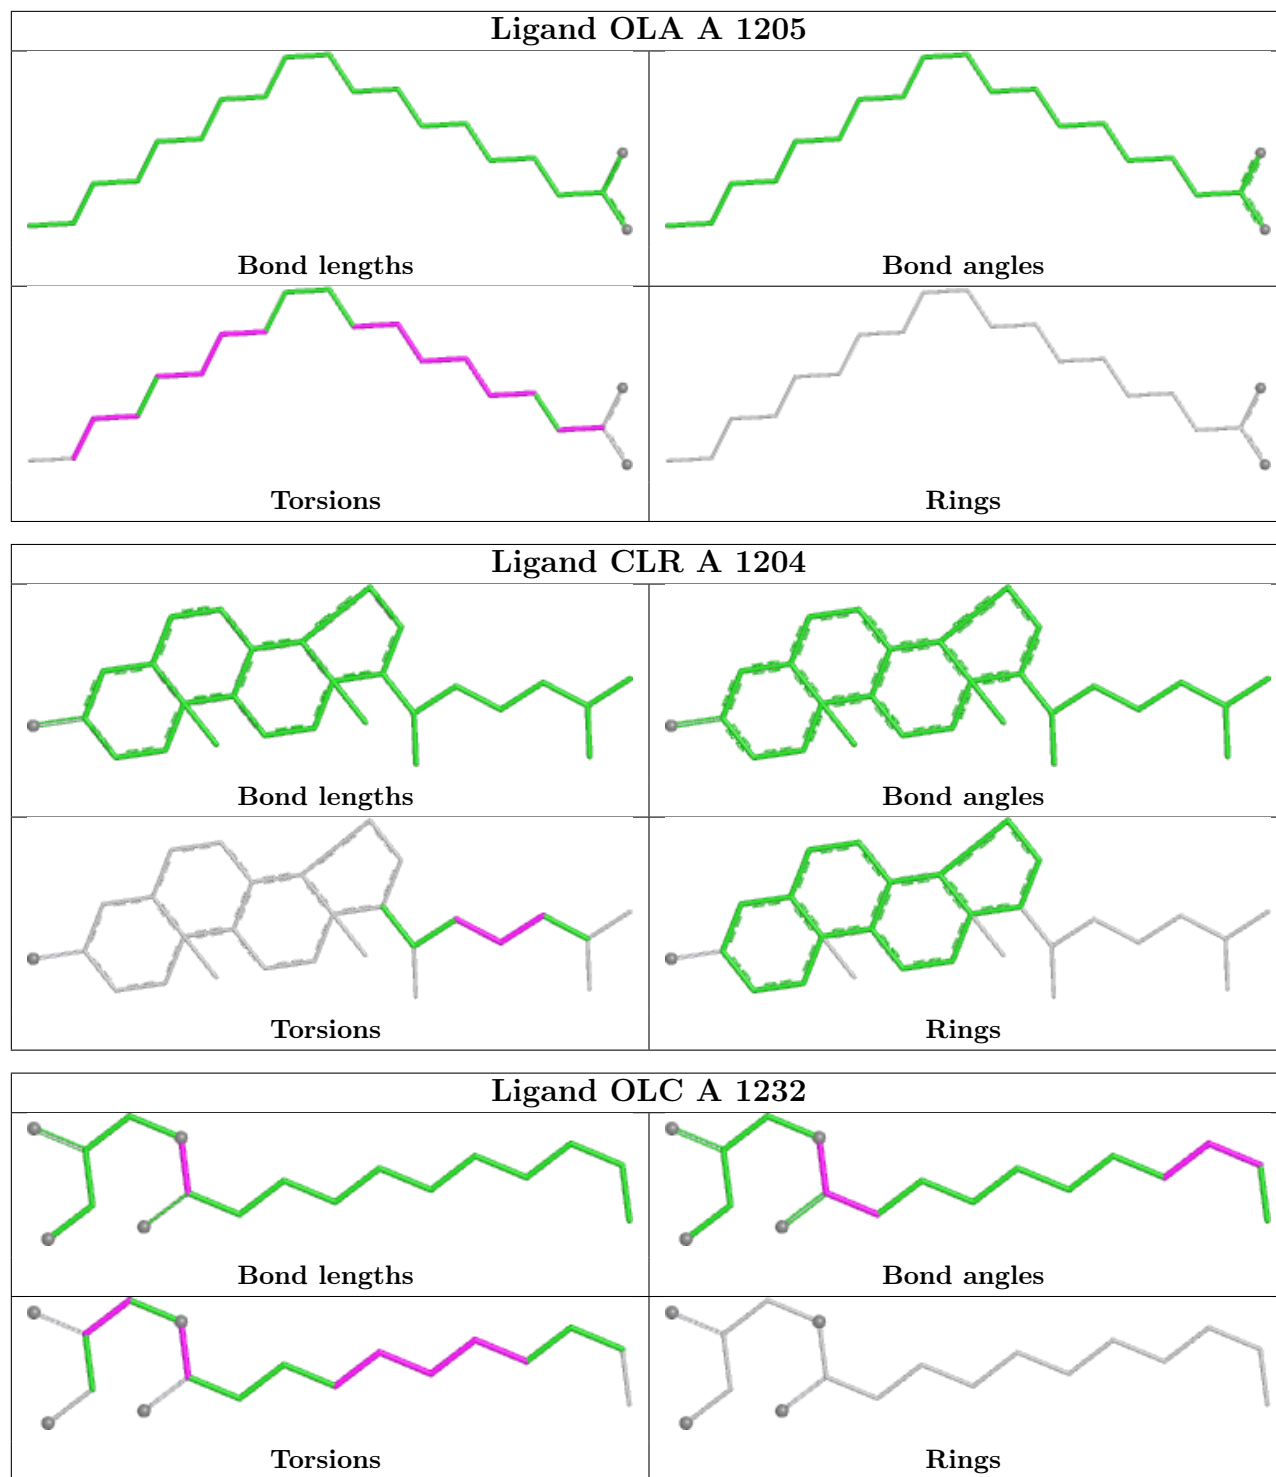 Ligand OLA A 1205
Bond lengths
Bond angles
Torsions
Rings
Ligand CLR A 1204
Bond lengths
Bond angles
Torsions
Rings
Ligand OLC A 1232
Bond lengths
Bond angles
Torsions
Rings